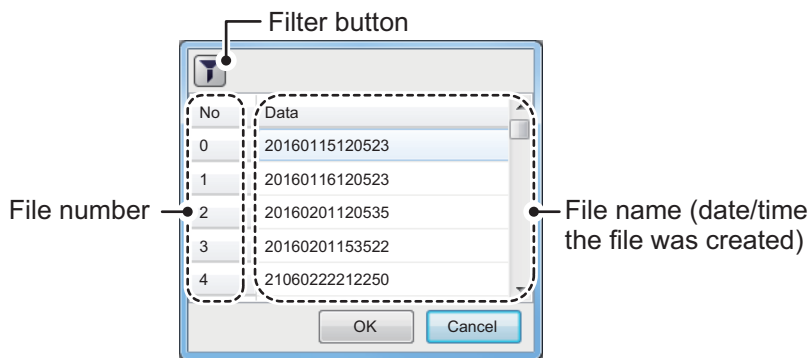 Filter button
No Data
0 20160115120523
1 20160116120523
File number
2 20160201120535
File name (date/time
the file was created)
3 20160201153522
4 21060222212250
OK Cancel